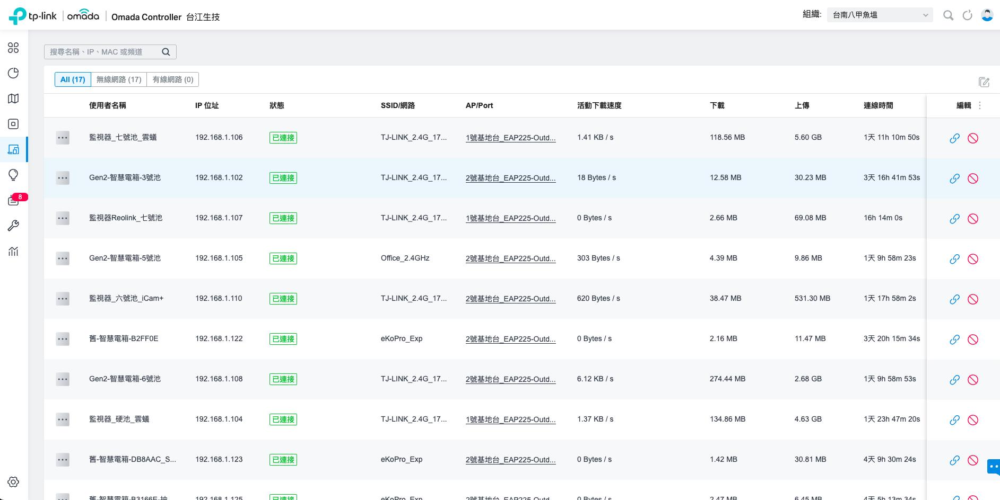 tp-link | omada | Omada Controller 台江生技
組織: 台南八甲魚塭
搜尋名稱、IP、MAC 或頻道
All (17) 無線網路 (17) 有線網路 (0)
使用者名稱 IP 位址 狀態 SSID/網路 AP/Port 活動下載速度 下載 上傳 連線時間 編輯
監視器_七號池_雲蟻 192.168.1.106 已連接 TJ-LINK_2.4G_17... 1號基地台_EAP225-Outd... 1.41 KB / s 118.56 MB 5.60 GB 1天 11h 10m 50s
Gen2-智慧電箱-3號池 192.168.1.102 已連接 TJ-LINK_2.4G_17... 2號基地台_EAP225-Outd... 18 Bytes / s 12.58 MB 30.23 MB 3天 16h 41m 53s
8
監視器Reolink_七號池 192.168.1.107 已連接 TJ-LINK_2.4G_17... 1號基地台_EAP225-Outd... 0 Bytes / s 2.66 MB 69.08 MB 16h 14m 0s
Gen2-智慧電箱-5號池 192.168.1.105 已連接 Office_2.4GHz 2號基地台_EAP225-Outd... 303 Bytes / s 4.39 MB 9.86 MB 1天 9h 58m 23s
監視器_六號池_iCam+ 192.168.1.110 已連接 TJ-LINK_2.4G_17... 2號基地台_EAP225-Outd... 620 Bytes / s 38.47 MB 531.30 MB 1天 17h 58m 2s
舊-智慧電箱-B2FF0E 192.168.1.122 已連接 eKoPro_Exp 2號基地台_EAP225-Outd... 0 Bytes / s 2.16 MB 11.47 MB 3天 20h 15m 34s
Gen2-智慧電箱-6號池 192.168.1.108 已連接 TJ-LINK_2.4G_17... 2號基地台_EAP225-Outd... 6.12 KB / s 274.44 MB 2.68 GB 1天 9h 58m 53s
監視器_硬池_雲蟻 192.168.1.104 已連接 TJ-LINK_2.4G_17... 1號基地台_EAP225-Outd... 1.37 KB / s 134.86 MB 4.63 GB 1天 23h 47m 20s
舊-智慧電箱-DB8AAC_S... 192.168.1.123 已連接 eKoPro_Exp 2號基地台_EAP225-Outd... 0 Bytes / s 1.42 MB 30.81 MB 4天 9h 30m 24s
舊-智慧電箱-B3166E-抽 192.168.1.125 已連接 eKoPro_Exp 2號基地台_EAP225-Outd... 0 Bytes / s 2.47 MB 6.45 MB 4天 5h 13m 34s